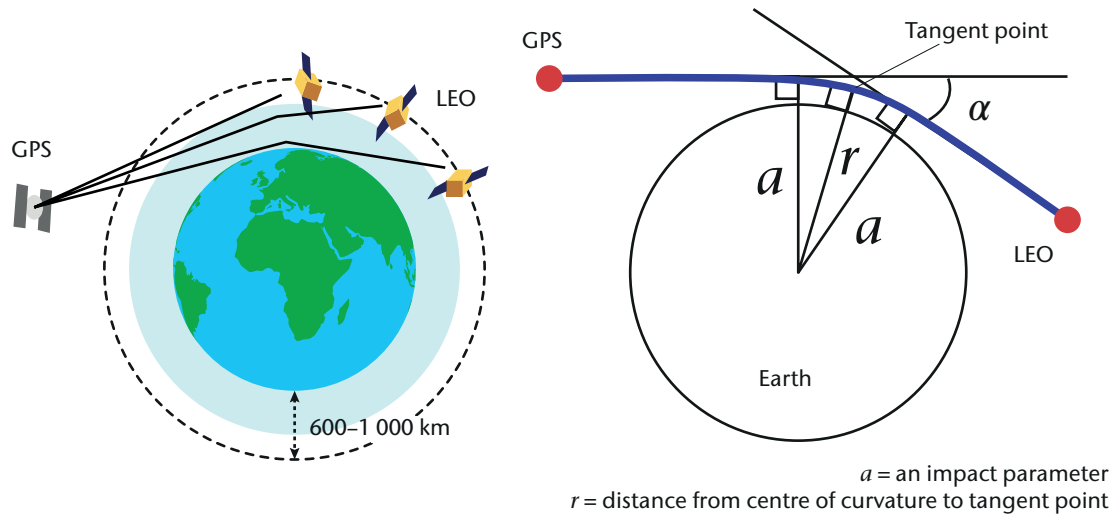 GPS
LEO
600–1 000 km
GPS
Tangent point
α
a
r
a
LEO
Earth
a = an impact parameter
r = distance from centre of curvature to tangent point